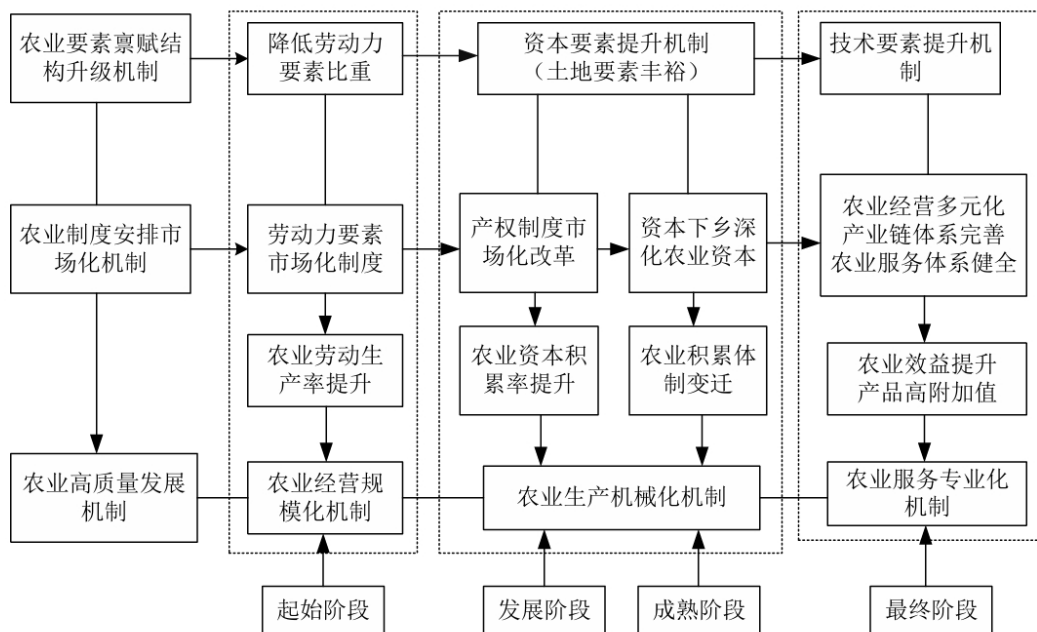 农业要素禀赋结
构升级机制
降低劳动力
要素比重
资本要素提升机制
（土地要素丰裕）
技术要素提升机
制
农业制度安排市
场化机制
劳动力要素
市场化制度
产权制度市
场化改革
资本下乡深
化农业资本
农业经营多元化
产业链体系完善
农业服务体系健全
农业劳动生
产率提升
农业资本积
累率提升
农业积累体
制变迁
农业效益提升
产品高附加值
农业高质量发展
机制
农业经营规
模化机制
农业生产机械化机制
农业服务专业化
机制
起始阶段
发展阶段
成熟阶段
最终阶段